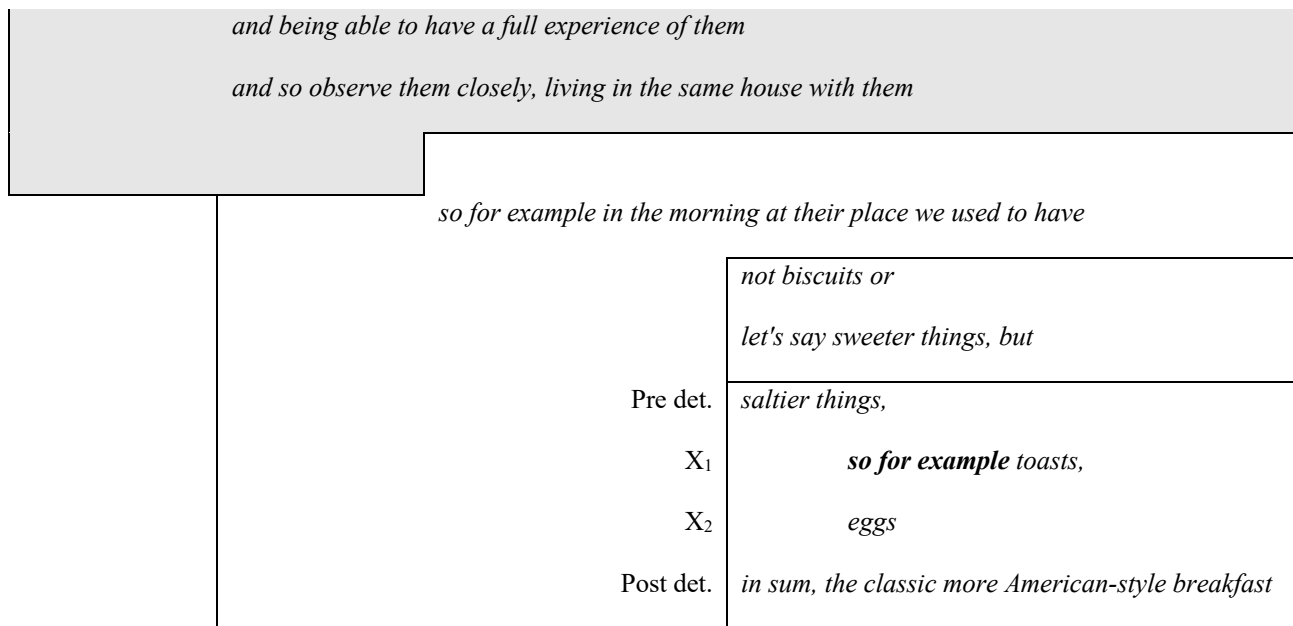 and being able to have a full experience of them
and so observe them closely, living in the same house with them
so for example in the morning at their place we used to have
not biscuits or
let's say sweeter things, but
Pre det. saltier things,
X₁ so for example toasts,
X₂ eggs
Post det. in sum, the classic more American-style breakfast